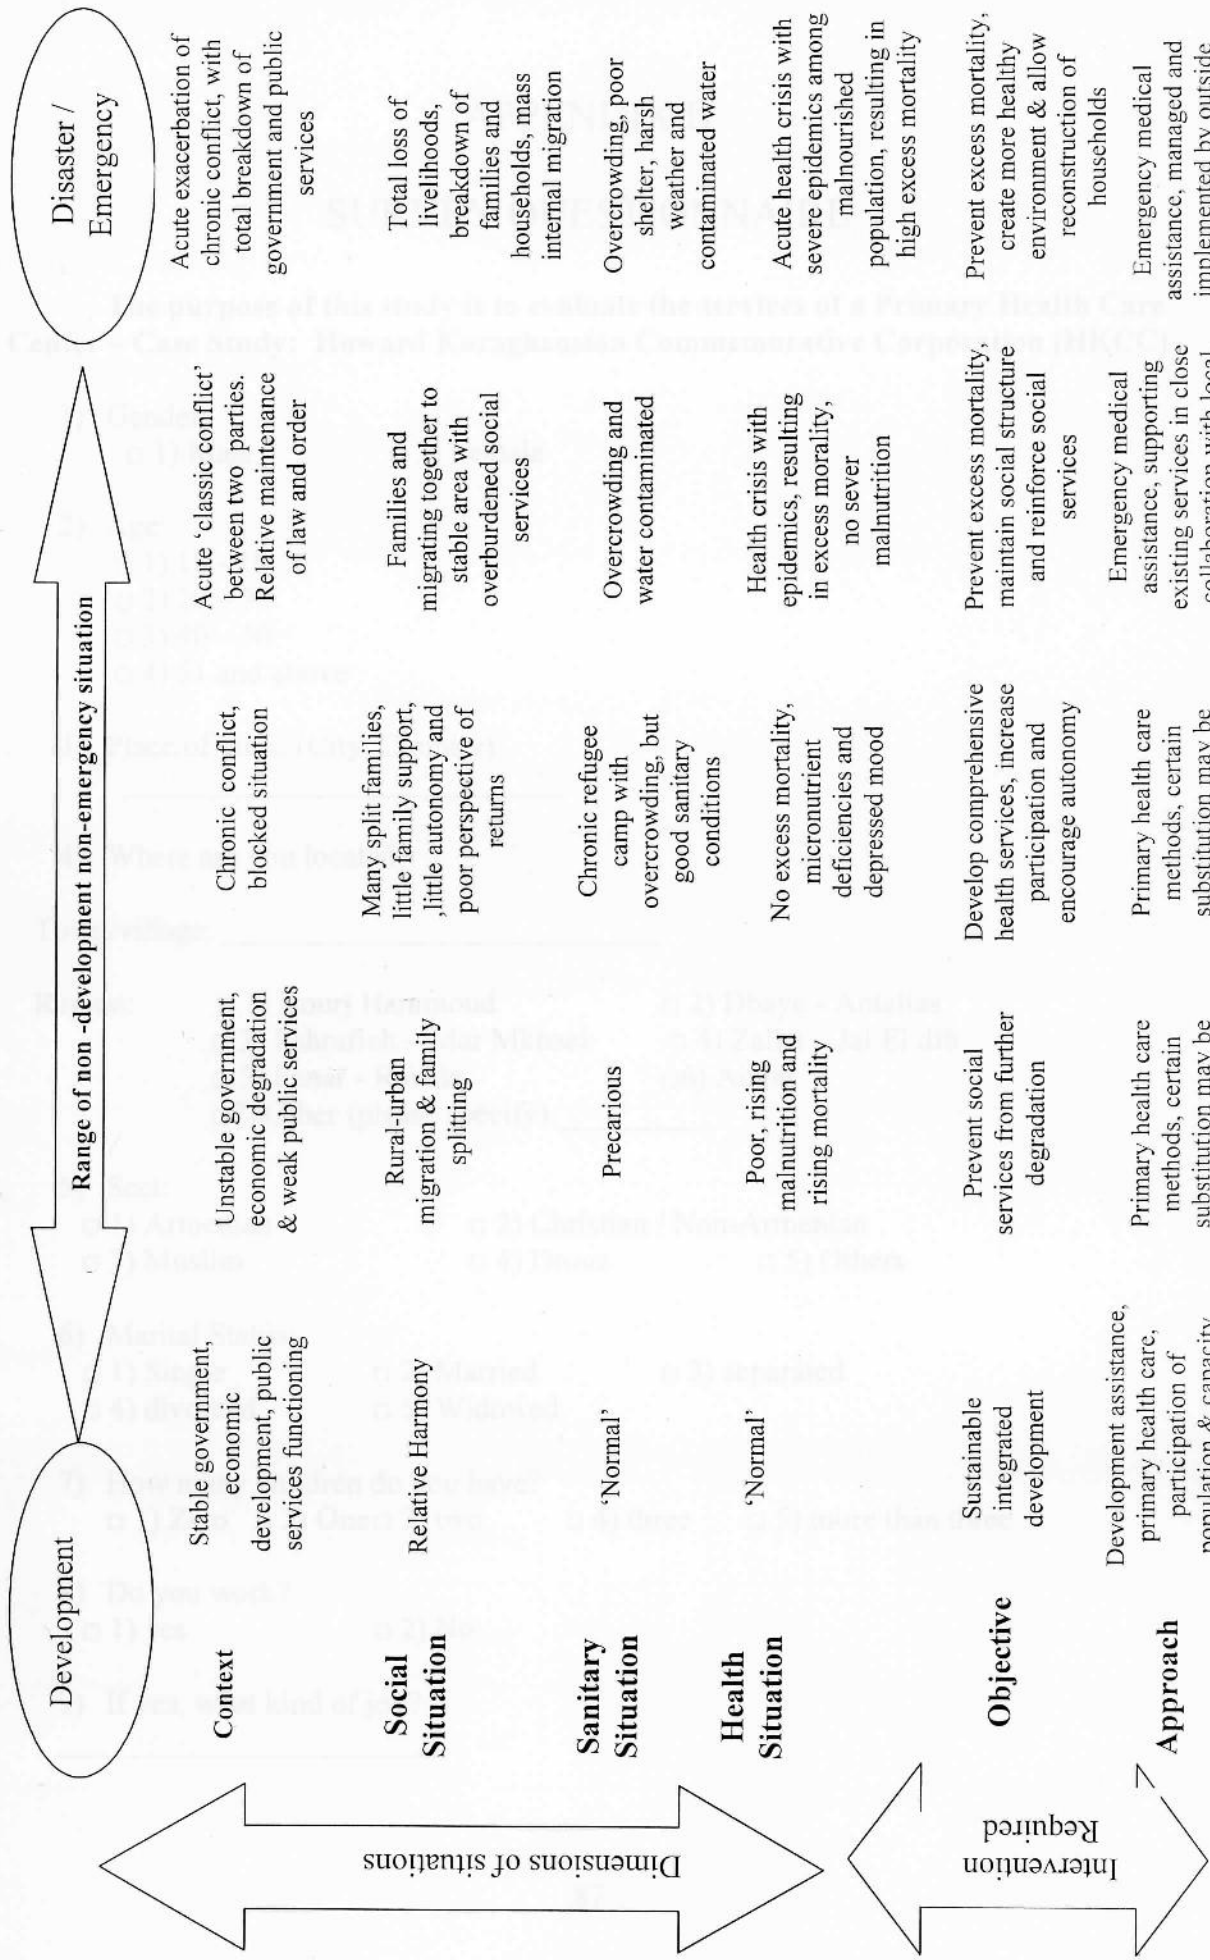 Development
Range of non -development non-emergency situation
Disaster /
Emergency
Dimensions of situations
Context
Stable government,
economic
development, public
services functioning
Unstable government,
economic degradation
& weak public services
Chronic conflict,
blocked situation
Acute ‘classic conflict’
between two parties.
Relative maintenance
of law and order
Acute exacerbation of
chronic conflict, with
total breakdown of
government and public
services
Social
Situation
Relative Harmony
Rural urban
migration & family
splitting
Many split families,
little family support,
,little autonomy and
poor perspective of
returns
Families and
migrating together to
stable area with
overburdened social
services
Total loss of
livelihoods,
breakdown of
families and
households, mass
internal migration
Sanitary
Situation
‘Normal’
Precarious
Chronic refugee
camp with
overcrowding, but
good sanitary
conditions
Overcrowding and
water contaminated
Overcrowding, poor
shelter, harsh
weather and
contaminated water
Health
Situation
‘Normal’
Poor, rising
malnutrition and
rising mortality
No excess mortality,
micronutrient
deficiencies and
depressed mood
Health crisis with
epidemics, resulting
in excess morality,
no sever
malnutrition
Acute health crisis with
severe epidemics among
malnourished
population, resulting in
high excess mortality
Intervention
Required
Objective
Sustainable
integrated
development
Prevent social
services from further
degradation
Develop comprehensive
health services, increase
participation and
encourage autonomy
Prevent excess mortality,
maintain social structure
and reinforce social
services
Prevent excess mortality,
create more healthy
environment & allow
reconstruction of
households
Approach
Development assistance,
primary health care,
participation of
population & capacity
Primary health care
methods, certain
substitution may be
Primary health care
methods, certain
substitution may be
Emergency medical
assistance, supporting
existing services in close
collaboration with local
Emergency medical
assistance, managed and
implemented by outside